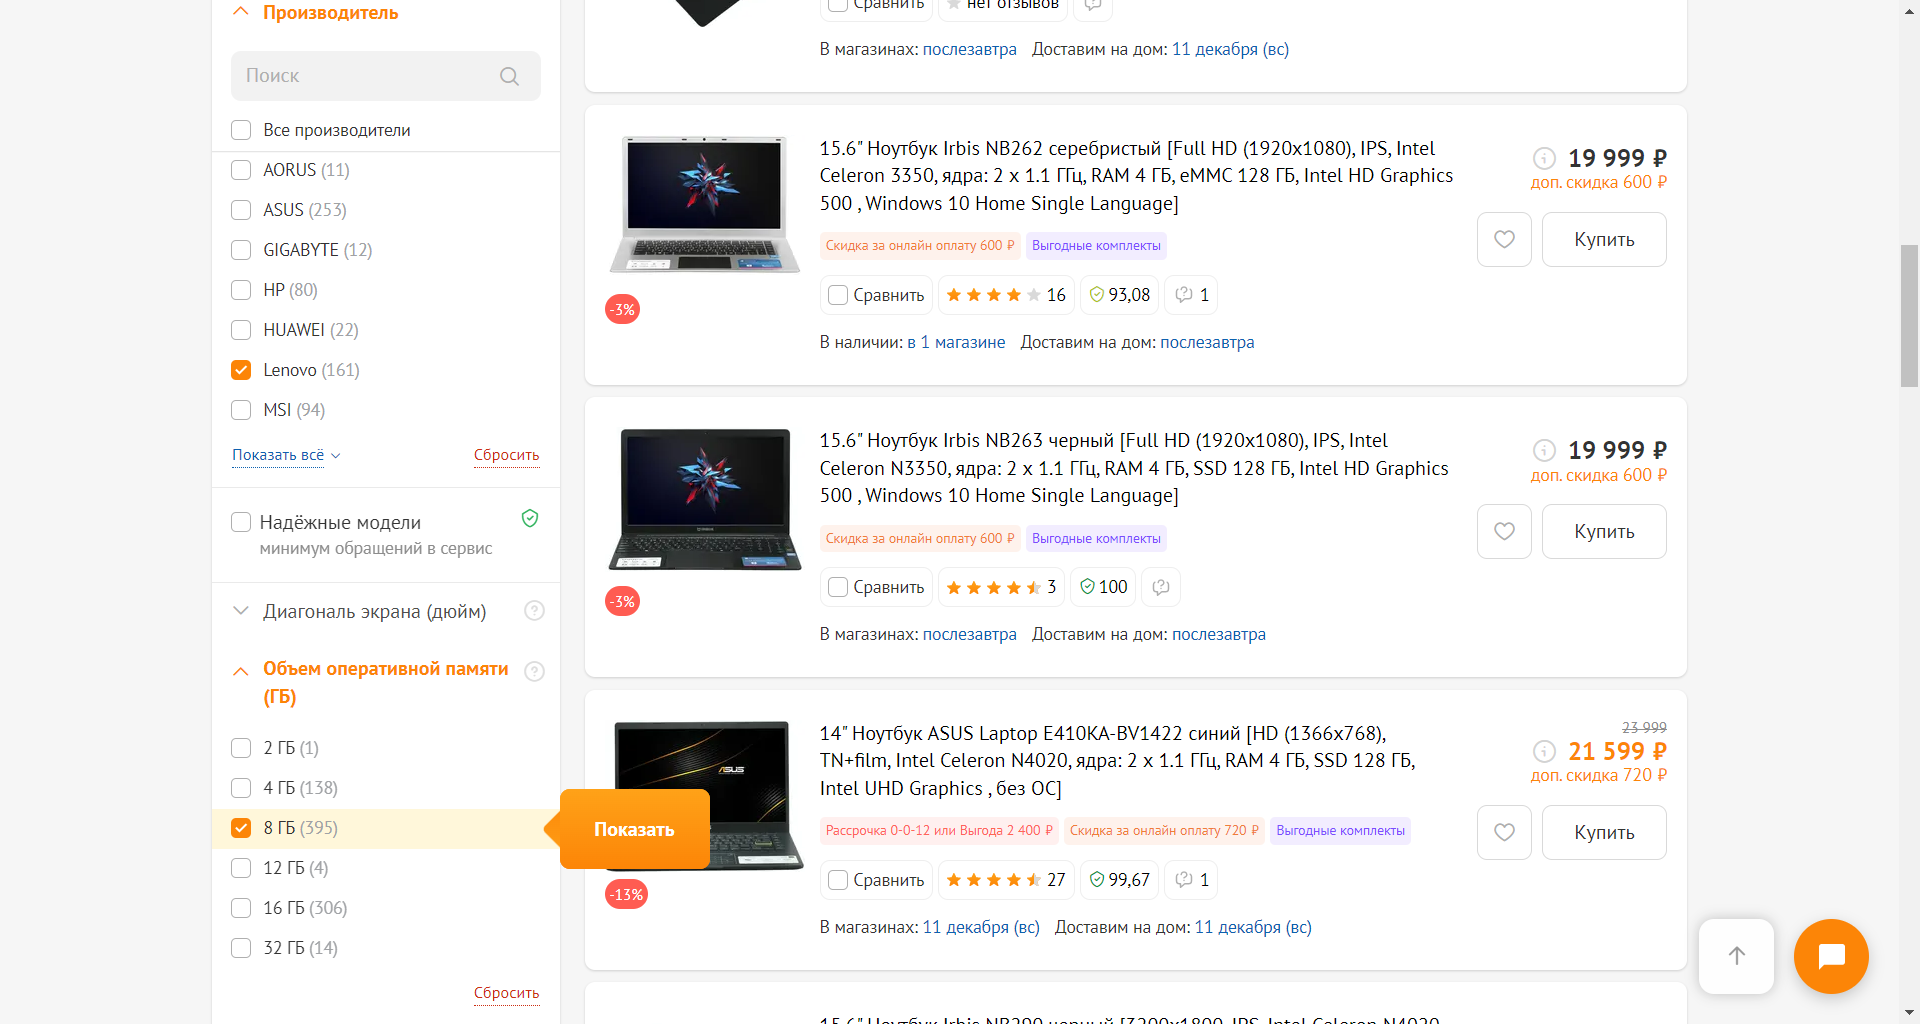 Производитель
Поиск
Все производители
AORUS (11)
ASUS (253)
GIGABYTE (12)
HP (80)
HUAWEI (22)
Lenovo (161)
MSI (94)
Показать всё
Сбросить
Надёжные модели
минимум обращений в сервис
Диагональ экрана (дюйм)
?
Объем оперативной памяти
(ГБ)
?
2 ГБ (1)
4 ГБ (138)
8 ГБ (395)
12 ГБ (4)
16 ГБ (306)
32 ГБ (14)
Сбросить
Показать
Сравнить
нет отзывов
В магазинах: послезавтра Доставим на дом: 11 декабря (вс)
15.6" Ноутбук Irbis NB262 серебристый [Full HD (1920x1080), IPS, Intel
Celeron 3350, ядра: 2 х 1.1 ГГц, RAM 4 ГБ, eMMC 128 ГБ, Intel HD Graphics
500 , Windows 10 Home Single Language]
19 999 ₽
доп. скидка 600 ₽
Скидка за онлайн оплату 600 ₽ Выгодные комплекты
Купить
Сравнить 16 93,08 1
-3%
В наличии: в 1 магазине Доставим на дом: послезавтра
15.6" Ноутбук Irbis NB263 черный [Full HD (1920x1080), IPS, Intel
Celeron N3350, ядра: 2 х 1.1 ГГц, RAM 4 ГБ, SSD 128 ГБ, Intel HD Graphics
500 , Windows 10 Home Single Language]
19 999 ₽
доп. скидка 600 ₽
Скидка за онлайн оплату 600 ₽ Выгодные комплекты
Купить
Сравнить 3 100
-3%
В магазинах: послезавтра Доставим на дом: послезавтра
14" Ноутбук ASUS Laptop E410KA-BV1422 синий [HD (1366x768),
TN+film, Intel Celeron N4020, ядра: 2 х 1.1 ГГц, RAM 4 ГБ, SSD 128 ГБ,
Intel UHD Graphics , без ОС]
23 999
21 599 ₽
доп. скидка 720 ₽
ASUS
Рассрочка 0-0-12 или Выгода 2 400 ₽ Скидка за онлайн оплату 720 ₽ Выгодные комплекты
Купить
Сравнить 27 99,67 1
-13%
В магазинах: 11 декабря (вс) Доставим на дом: 11 декабря (вс)
15.6" Ноутбук Irbis NB290 черный [3200x1800, IPS, Intel Celeron N4020,